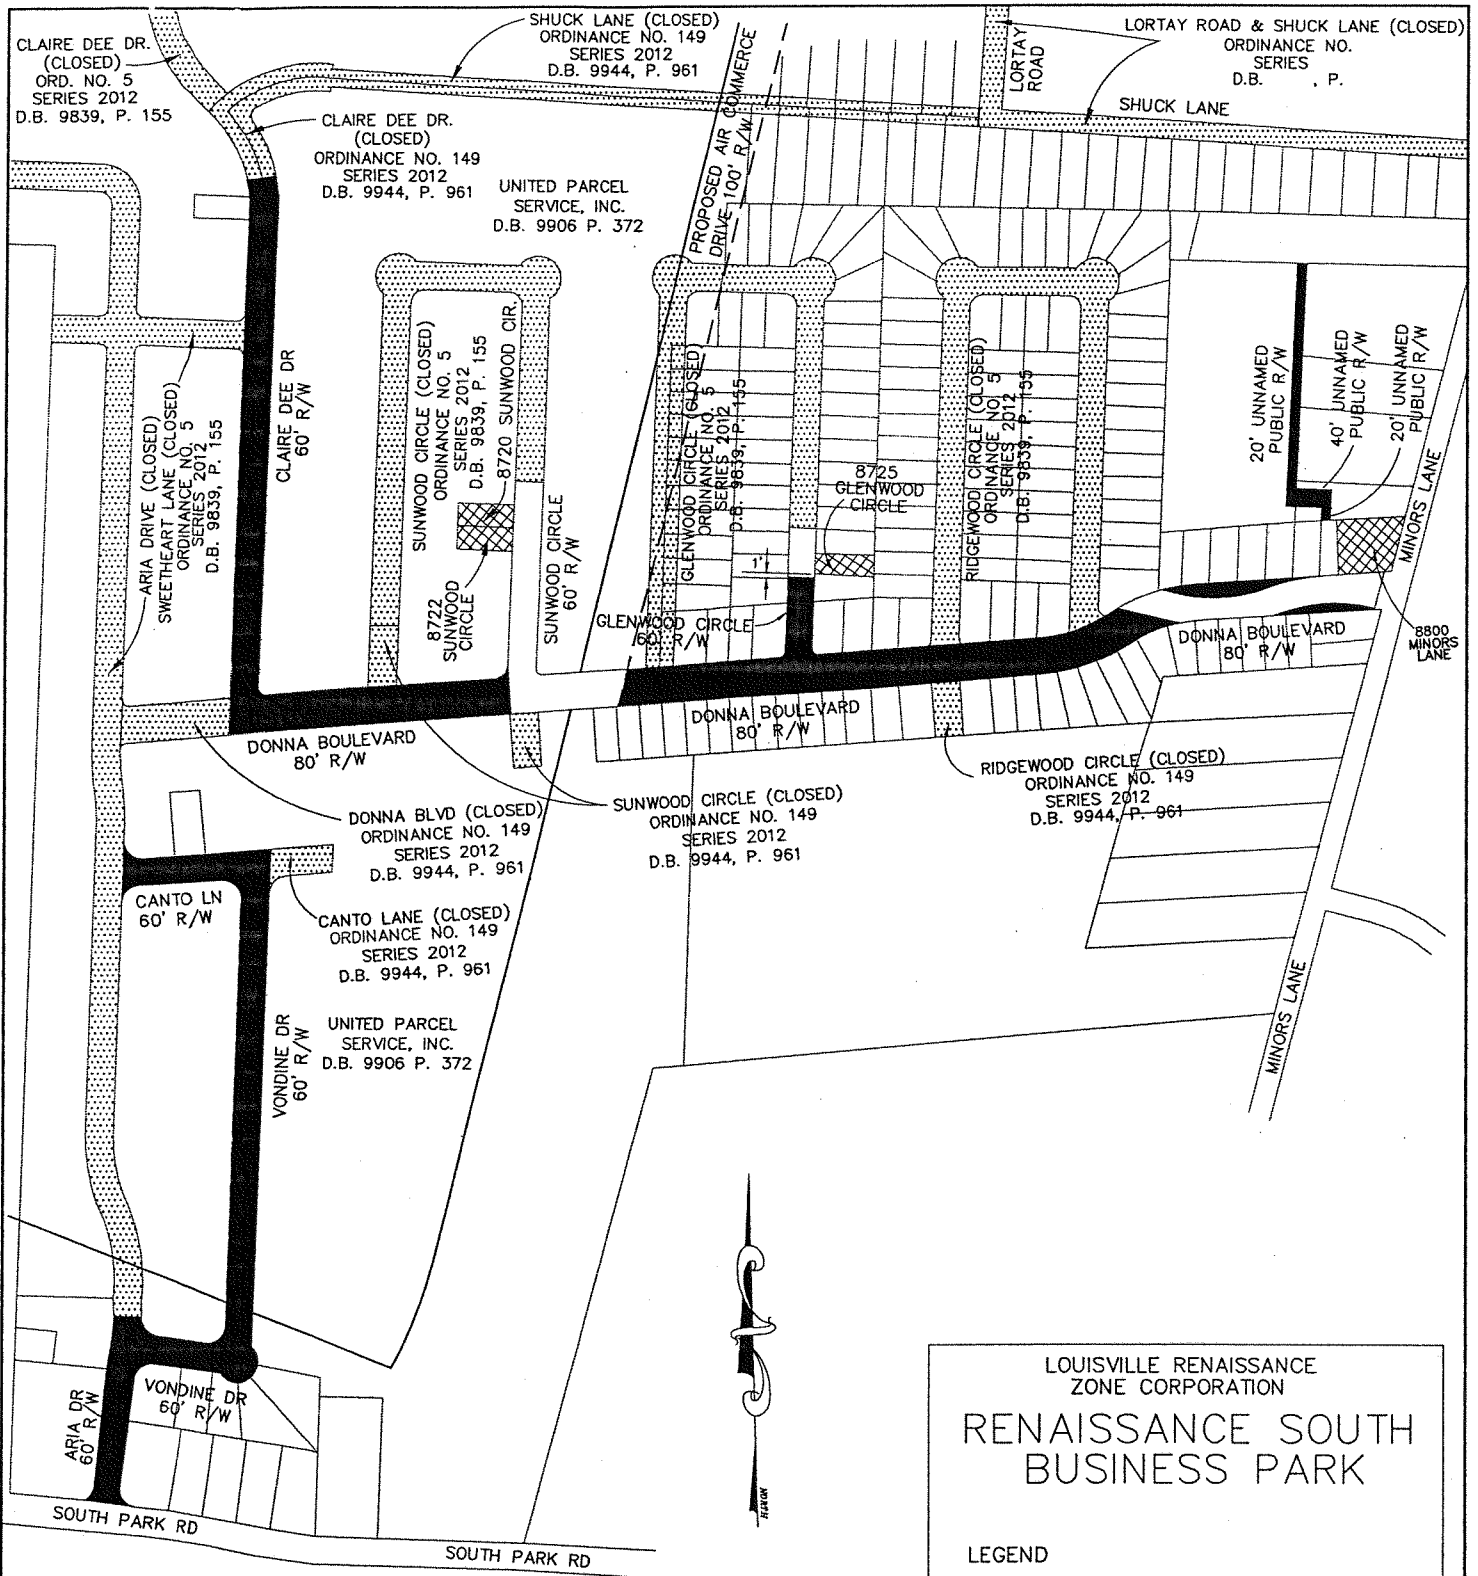 CLAIRE DEE DR.
(CLOSED)
ORD. NO. 5
SERIES 2012
D.B. 9839, P. 155
SHUCK LANE (CLOSED)
ORDINANCE NO. 149
SERIES 2012
D.B. 9944, P. 961
LORTAY ROAD & SHUCK LANE (CLOSED)
ORDINANCE NO.
SERIES
D.B. , P.
LORTAY
ROAD
SHUCK LANE
CLAIRE DEE DR.
(CLOSED)
ORDINANCE NO. 149
SERIES 2012
D.B. 9944, P. 961
UNITED PARCEL
SERVICE, INC.
D.B. 9906 P. 372
PROPOSED AIR COMMERCE
DRIVE 100' R/W
ARIA DRIVE (CLOSED)
SWEETHEART LANE (CLOSED)
ORDINANCE NO. 5
SERIES 2012
D.B. 9839, P. 155
CLAIRE DEE DR
60' R/W
SUNWOOD CIRCLE (CLOSED)
ORDINANCE NO. 5
SERIES 2012
D.B. 9839, P. 155
8720 SUNWOOD CIR.
8722
SUNWOOD
CIRCLE
SUNWOOD CIRCLE
60' R/W
GLENWOOD CIRCLE (CLOSED)
ORDINANCE NO. 5
SERIES 2012
D.B. 9839, P. 155
8725
GLENWOOD
CIRCLE
1'
GLENWOOD CIRCLE
60' R/W
RIDGEWOOD CIRCLE (CLOSED)
ORDINANCE NO. 5
SERIES 2012
D.B. 9839, P. 155
20' UNNAMED
PUBLIC R/W
40' UNNAMED
PUBLIC R/W
20' UNNAMED
PUBLIC R/W
MINORS LANE
8800
MINORS
LANE
DONNA BOULEVARD
80' R/W
DONNA BOULEVARD
80' R/W
DONNA BOULEVARD
80' R/W
DONNA BLVD (CLOSED)
ORDINANCE NO. 149
SERIES 2012
D.B. 9944, P. 961
SUNWOOD CIRCLE (CLOSED)
ORDINANCE NO. 149
SERIES 2012
D.B. 9944, P. 961
RIDGEWOOD CIRCLE (CLOSED)
ORDINANCE NO. 149
SERIES 2012
D.B. 9944, P. 961
CANTO LN
60' R/W
CANTO LANE (CLOSED)
ORDINANCE NO. 149
SERIES 2012
D.B. 9944, P. 961
VONDINE DR
60' R/W
UNITED PARCEL
SERVICE, INC.
D.B. 9906 P. 372
MINORS LANE
VONDINE DR
60' R/W
ARIA DR
60' R/W
SOUTH PARK RD
SOUTH PARK RD
LOUISVILLE RENAISSANCE
ZONE CORPORATION
RENAISSANCE SOUTH
BUSINESS PARK
LEGEND